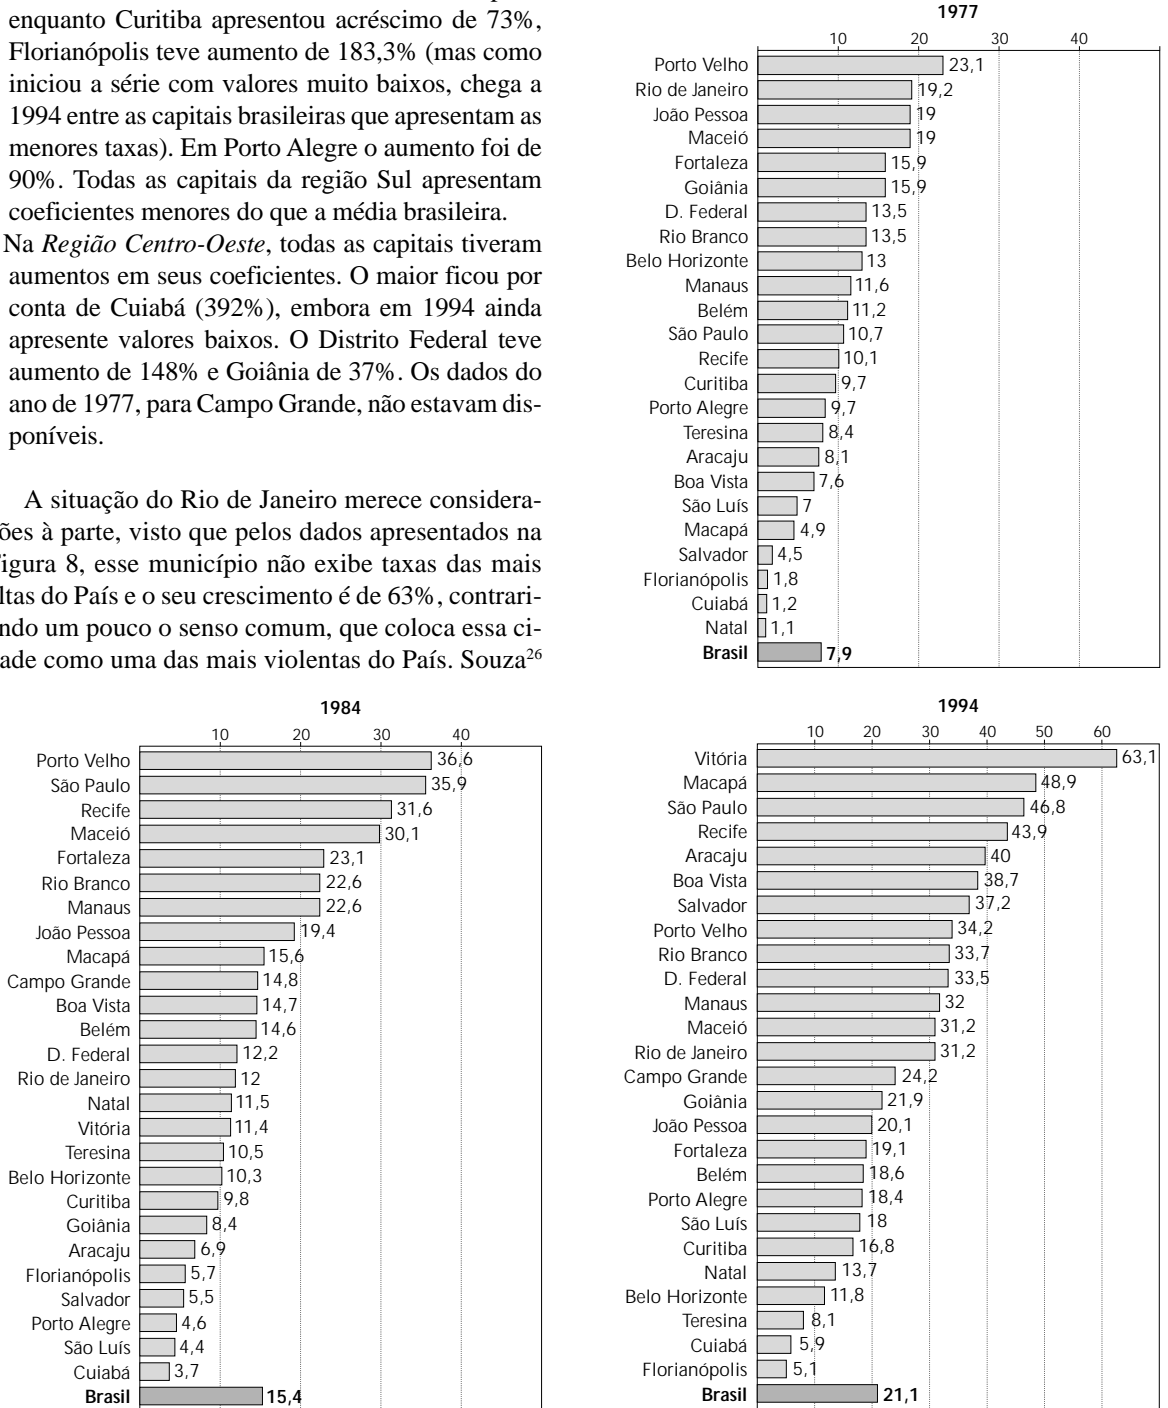 enquanto Curitiba apresentou acréscimo de 73%,
Florianópolis teve aumento de 183,3% (mas como
iniciou a série com valores muito baixos, chega a
1994 entre as capitais brasileiras que apresentam as
menores taxas). Em Porto Alegre o aumento foi de
90%. Todas as capitais da região Sul apresentam
coeficientes menores do que a média brasileira.
Na Região Centro-Oeste, todas as capitais tiveram
aumentos em seus coeficientes. O maior ficou por
conta de Cuiabá (392%), embora em 1994 ainda
apresente valores baixos. O Distrito Federal teve
aumento de 148% e Goiânia de 37%. Os dados do
ano de 1977, para Campo Grande, não estavam dis-
poníveis.
A situação do Rio de Janeiro merece considera-
ões à parte, visto que pelos dados apresentados na
igura 8, esse município não exibe taxas das mais
ltas do País e o seu crescimento é de 63%, contrari-
ndo um pouco o senso comum, que coloca essa ci-
ade como uma das mais violentas do País. Souza26
1977
10 20 30 40
Porto Velho 23,1
Rio de Janeiro 19,2
João Pessoa 19
Maceió 19
Fortaleza 15,9
Goiânia 15,9
D. Federal 13,5
Rio Branco 13,5
Belo Horizonte 13
Manaus 11,6
Belém 11,2
São Paulo 10,7
Recife 10,1
Curitiba 9,7
Porto Alegre 9,7
Teresina 8,4
Aracaju 8,1
Boa Vista 7,6
São Luís 7
Macapá 4,9
Salvador 4,5
Florianópolis 1,8
Cuiabá 1,2
Natal 1,1
Brasil 7,9
1984
10 20 30 40
Porto Velho 36,6
São Paulo 35,9
Recife 31,6
Maceió 30,1
Fortaleza 23,1
Rio Branco 22,6
Manaus 22,6
João Pessoa 19,4
Macapá 15,6
Campo Grande 14,8
Boa Vista 14,7
Belém 14,6
D. Federal 12,2
Rio de Janeiro 12
Natal 11,5
Vitória 11,4
Teresina 10,5
Belo Horizonte 10,3
Curitiba 9,8
Goiânia 8,4
Aracaju 6,9
Florianópolis 5,7
Salvador 5,5
Porto Alegre 4,6
São Luís 4,4
Cuiabá 3,7
Brasil 15,4
1994
10 20 30 40 50 60
Vitória 63,1
Macapá 48,9
São Paulo 46,8
Recife 43,9
Aracaju 40
Boa Vista 38,7
Salvador 37,2
Porto Velho 34,2
Rio Branco 33,7
D. Federal 33,5
Manaus 32
Maceió 31,2
Rio de Janeiro 31,2
Campo Grande 24,2
Goiânia 21,9
João Pessoa 20,1
Fortaleza 19,1
Belém 18,6
Porto Alegre 18,4
São Luís 18
Curitiba 16,8
Natal 13,7
Belo Horizonte 11,8
Teresina 8,1
Cuiabá 5,9
Florianópolis 5,1
Brasil 21,1